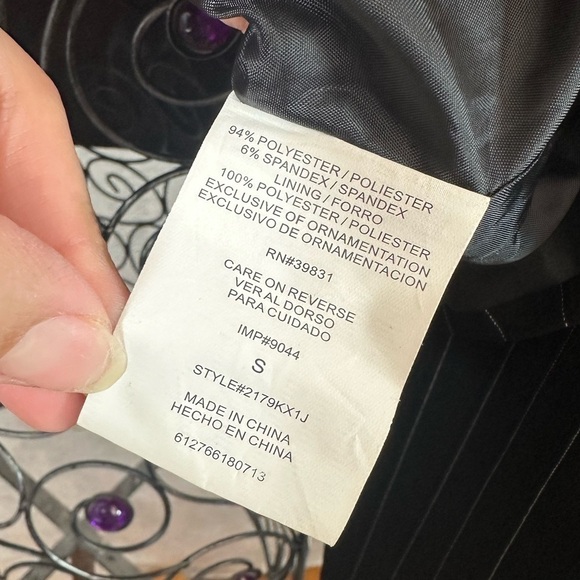 94% POLYESTER / POLIESTER
6% SPANDEX / SPANDEX
LINING / FORRO
100% POLYESTER / POLIESTER
EXCLUSIVE OF ORNAMENTATION
EXCLUSIVO DE ORNAMENTACION
RN#39831
CARE ON REVERSE
VER AL DORSO
PARA CUIDADO
IMP#9044
S
STYLE#2179KX1J
MADE IN CHINA
HECHO EN CHINA
612766180713